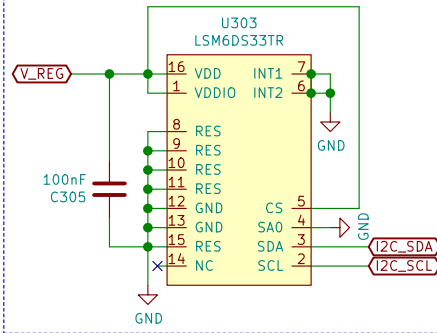 U303
LSM6DS33TR
V_REG
16 VDD INT1 7
1 VDDIO INT2 6
GND
8 RES
9 RES
10 RES
11 RES
100nF
C305
12 GND CS 5
13 GND SA0 4 GND
15 RES SDA 3 I2C_SDA
14 NC SCL 2 I2C_SCL
GND